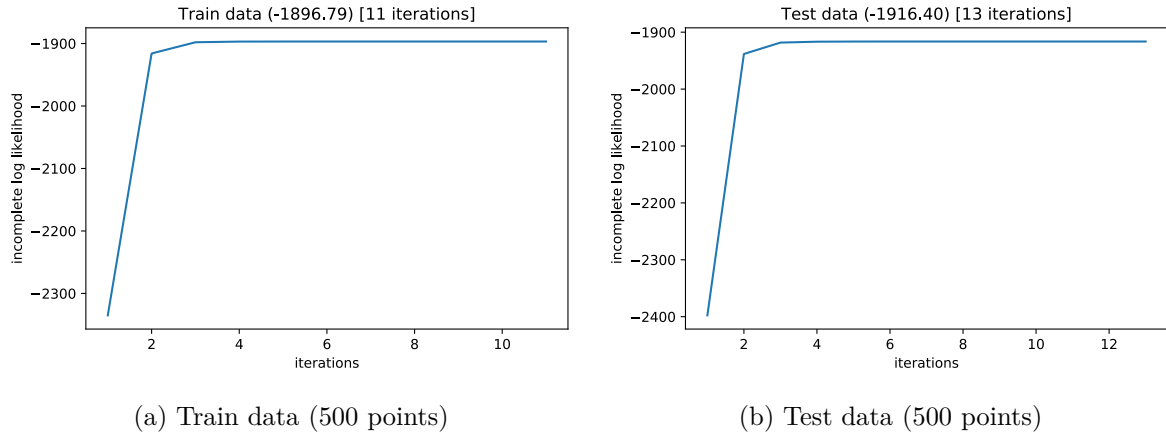 Train data (-1896.79) [11 iterations]
−1900
−2000
−2100
−2200
−2300
incomplete log likelihood
2
4
6
8
10
iterations
(a) Train data (500 points)
Test data (-1916.40) [13 iterations]
−1900
−2000
−2100
−2200
−2300
−2400
incomplete log likelihood
2
4
6
8
10
12
iterations
(b) Test data (500 points)